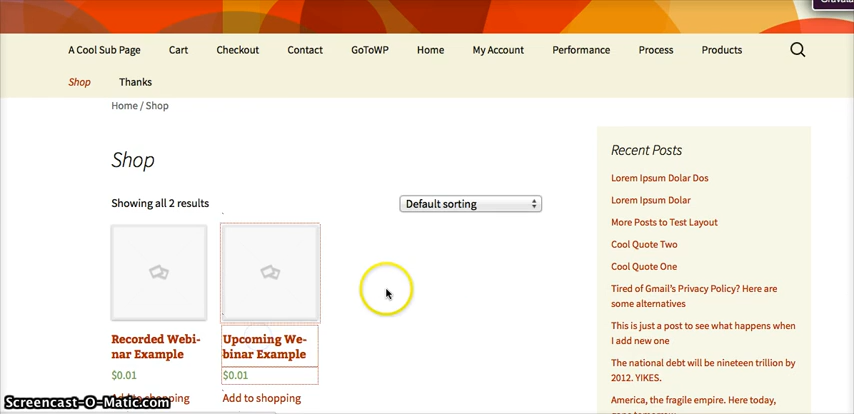 A Cool Sub Page Cart Checkout Contact GoToWP Home My Account Performance Process Products
Shop Thanks
Home / Shop
Shop
Showing all 2 results
Default sorting
Recorded Webi-
nar Example
$0.01
Upcoming We-
binar Example
$0.01
Add to shopping
Recent Posts
Lorem Ipsum Dolar Dos
Lorem Ipsum Dolar
More Posts to Test Layout
Cool Quote Two
Cool Quote One
Tired of Gmail's Privacy Policy? Here are
some alternatives
This is just a post to see what happens when
I add new one
The national debt will be nineteen trillion by
2012. YIKES.
America, the fragile empire. Here today,
Screencast-O-Matic.com